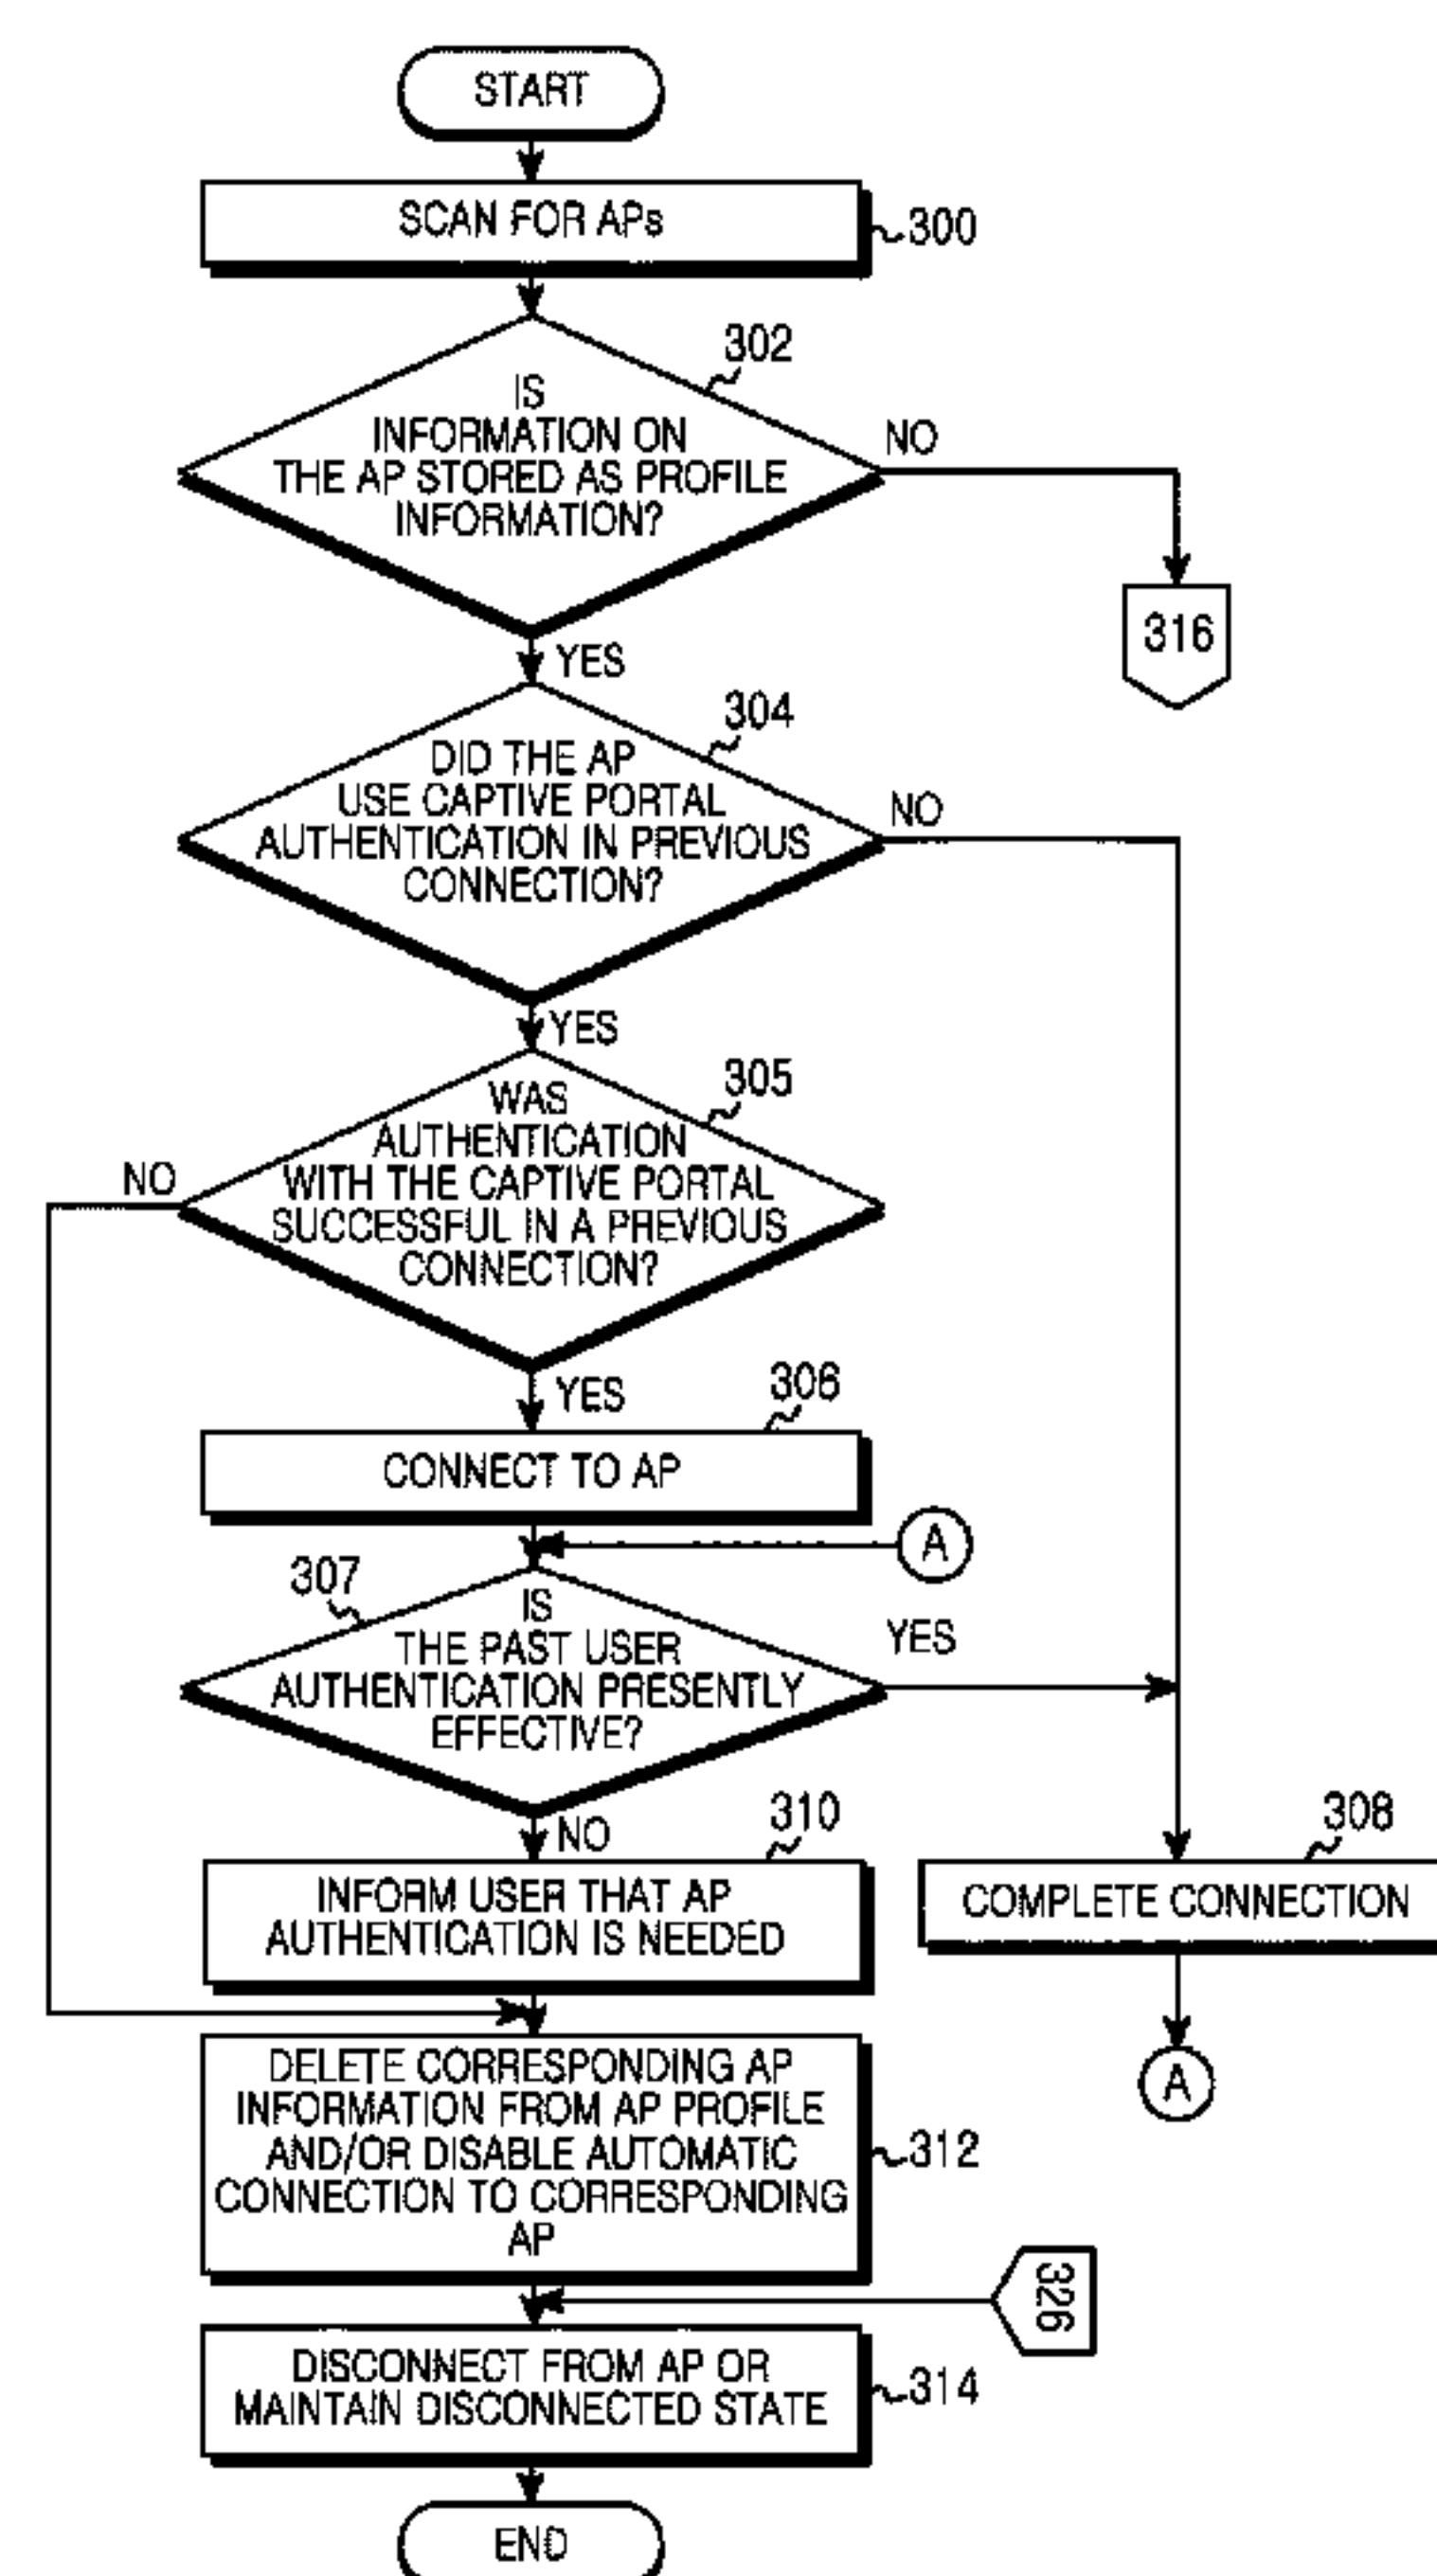 START
SCAN FOR APs
300
302
IS
INFORMATION ON
THE AP STORED AS PROFILE
INFORMATION?
NO
316
YES
304
DID THE AP
USE CAPTIVE PORTAL
AUTHENTICATION IN PREVIOUS
CONNECTION?
NO
YES
305
WAS
AUTHENTICATION
WITH THE CAPTIVE PORTAL
SUCCESSFUL IN A PREVIOUS
CONNECTION?
NO
YES
306
CONNECT TO AP
A
307
IS
THE PAST USER
AUTHENTICATION PRESENTLY
EFFECTIVE?
YES
NO
310
INFORM USER THAT AP
AUTHENTICATION IS NEEDED
308
COMPLETE CONNECTION
A
DELETE CORRESPONDING AP
INFORMATION FROM AP PROFILE
AND/OR DISABLE AUTOMATIC
CONNECTION TO CORRESPONDING
AP
312
326
DISCONNECT FROM AP OR
MAINTAIN DISCONNECTED STATE
314
END